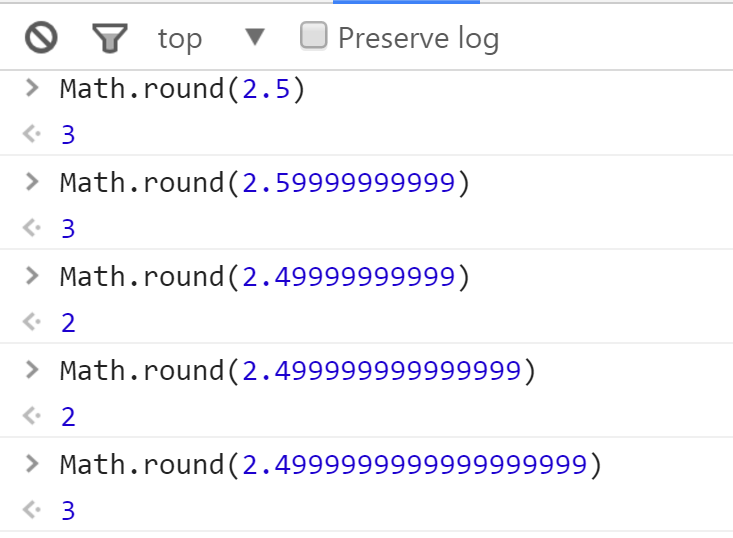 top ▼ Preserve log
> Math.round(2.5)
3
> Math.round(2.59999999999)
3
> Math.round(2.49999999999)
2
> Math.round(2.499999999999999)
2
> Math.round(2.4999999999999999999)
3